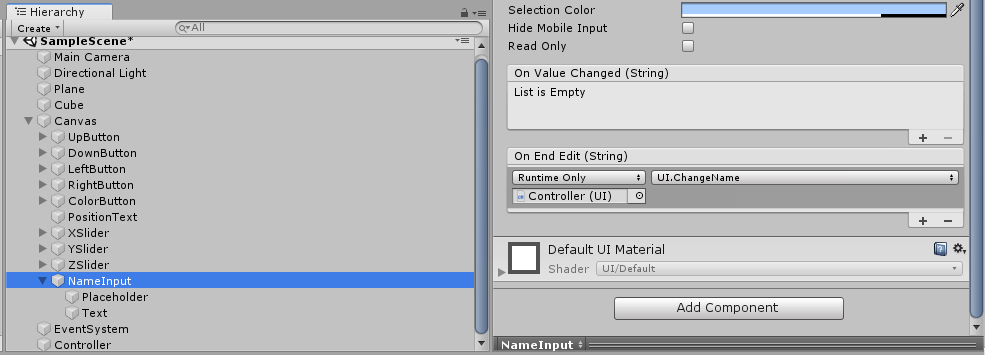 Hierarchy
Create
All
SampleScene*
Main Camera
Directional Light
Plane
Cube
Canvas
UpButton
DownButton
LeftButton
RightButton
ColorButton
PositionText
XSlider
YSlider
ZSlider
NameInput
Placeholder
Text
EventSystem
Controller
Selection Color
Hide Mobile Input
Read Only
On Value Changed (String)
List is Empty
+ −
On End Edit (String)
Runtime Only UI.ChangeName
Controller (UI)
+ −
Default UI Material
Shader UI/Default
Add Component
NameInput